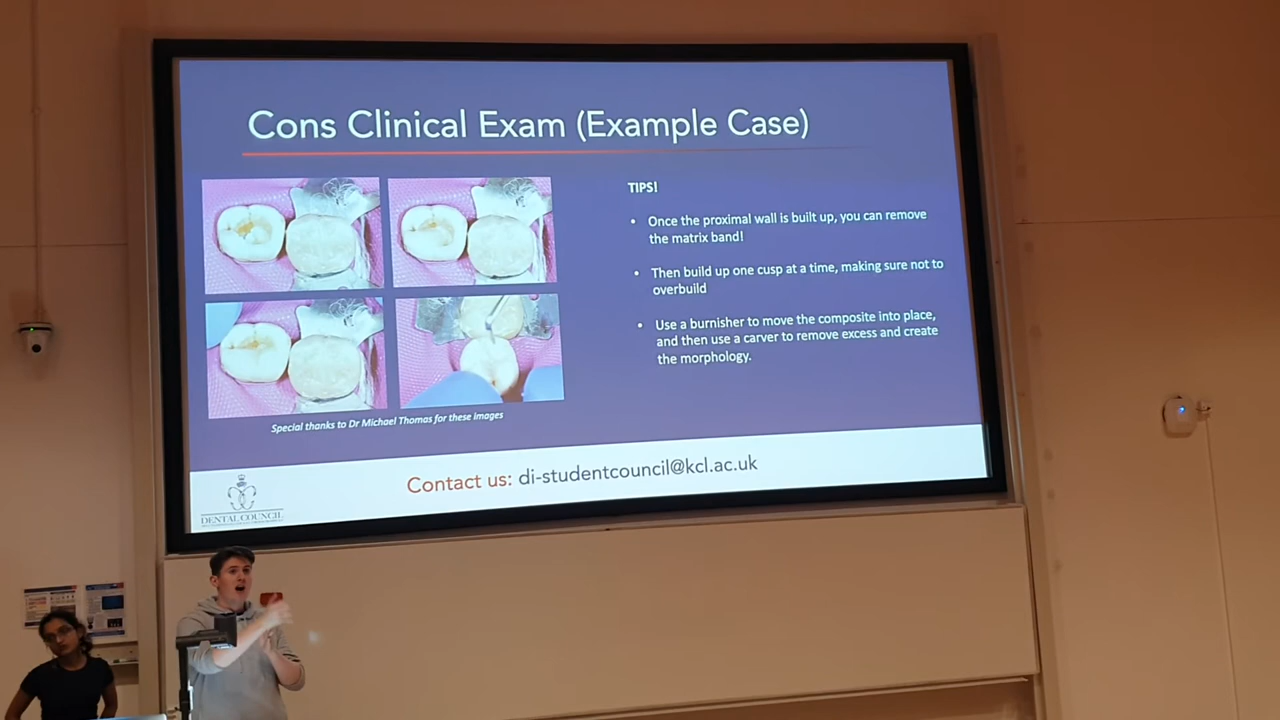 Cons Clinical Exam (Example Case)
TIPS!
• Once the proximal wall is built up, you can remove
the matrix band!
• Then build up one cusp at a time, making sure not to
overbuild
• Use a burnisher to move the composite into place,
and then use a carver to remove excess and create
the morphology.
Special thanks to Dr Michael Thomas for these images
Contact us: di-studentcouncil@kcl.ac.uk
DENTAL COUNCIL